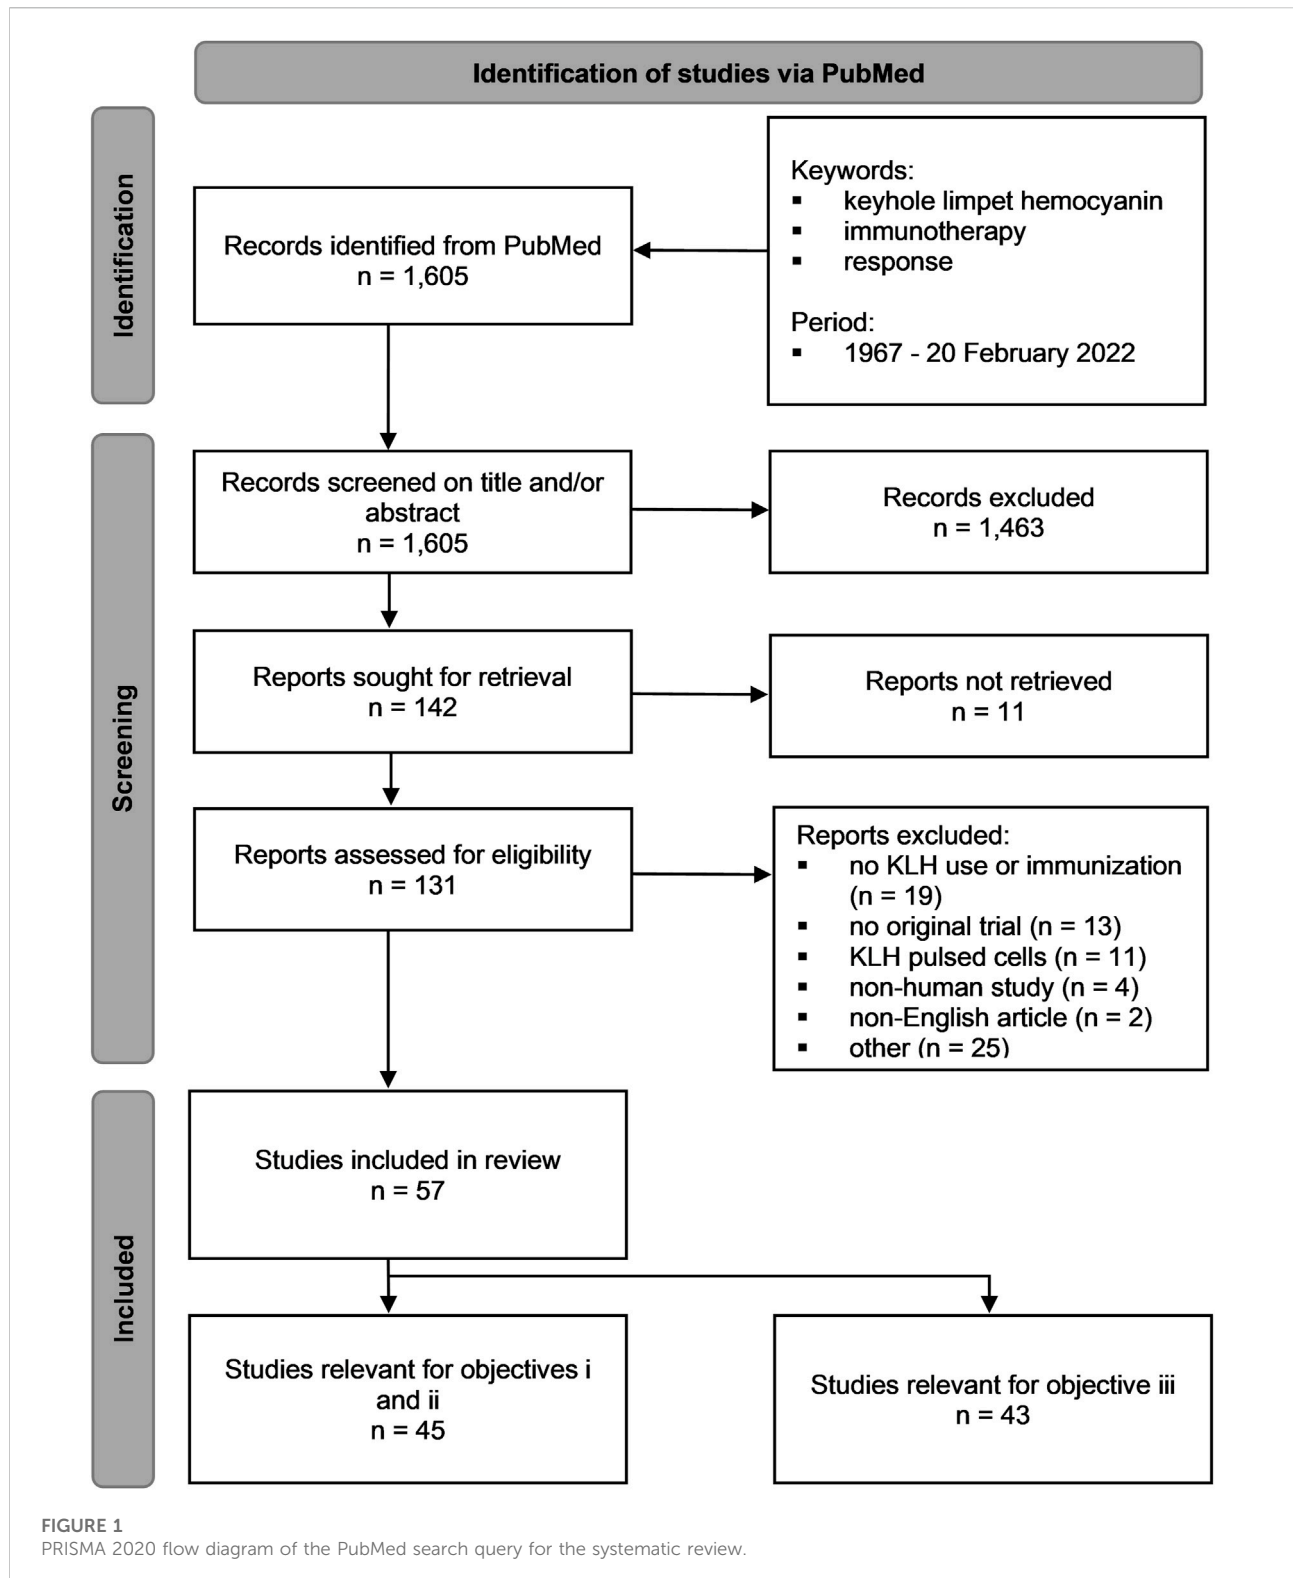 Identification of studies via PubMed
Identification
Records identified from PubMed
n = 1,605
Keywords:
▪ keyhole limpet hemocyanin
▪ immunotherapy
▪ response
Period:
▪ 1967 - 20 February 2022
Screening
Records screened on title and/or
abstract
n = 1,605
Records excluded
n = 1,463
Reports sought for retrieval
n = 142
Reports not retrieved
n = 11
Reports assessed for eligibility
n = 131
Reports excluded:
▪ no KLH use or immunization
(n = 19)
▪ no original trial (n = 13)
▪ KLH pulsed cells (n = 11)
▪ non-human study (n = 4)
▪ non-English article (n = 2)
▪ other (n = 25)
Included
Studies included in review
n = 57
Studies relevant for objectives i
and ii
n = 45
Studies relevant for objective iii
n = 43
FIGURE 1
PRISMA 2020 flow diagram of the PubMed search query for the systematic review.